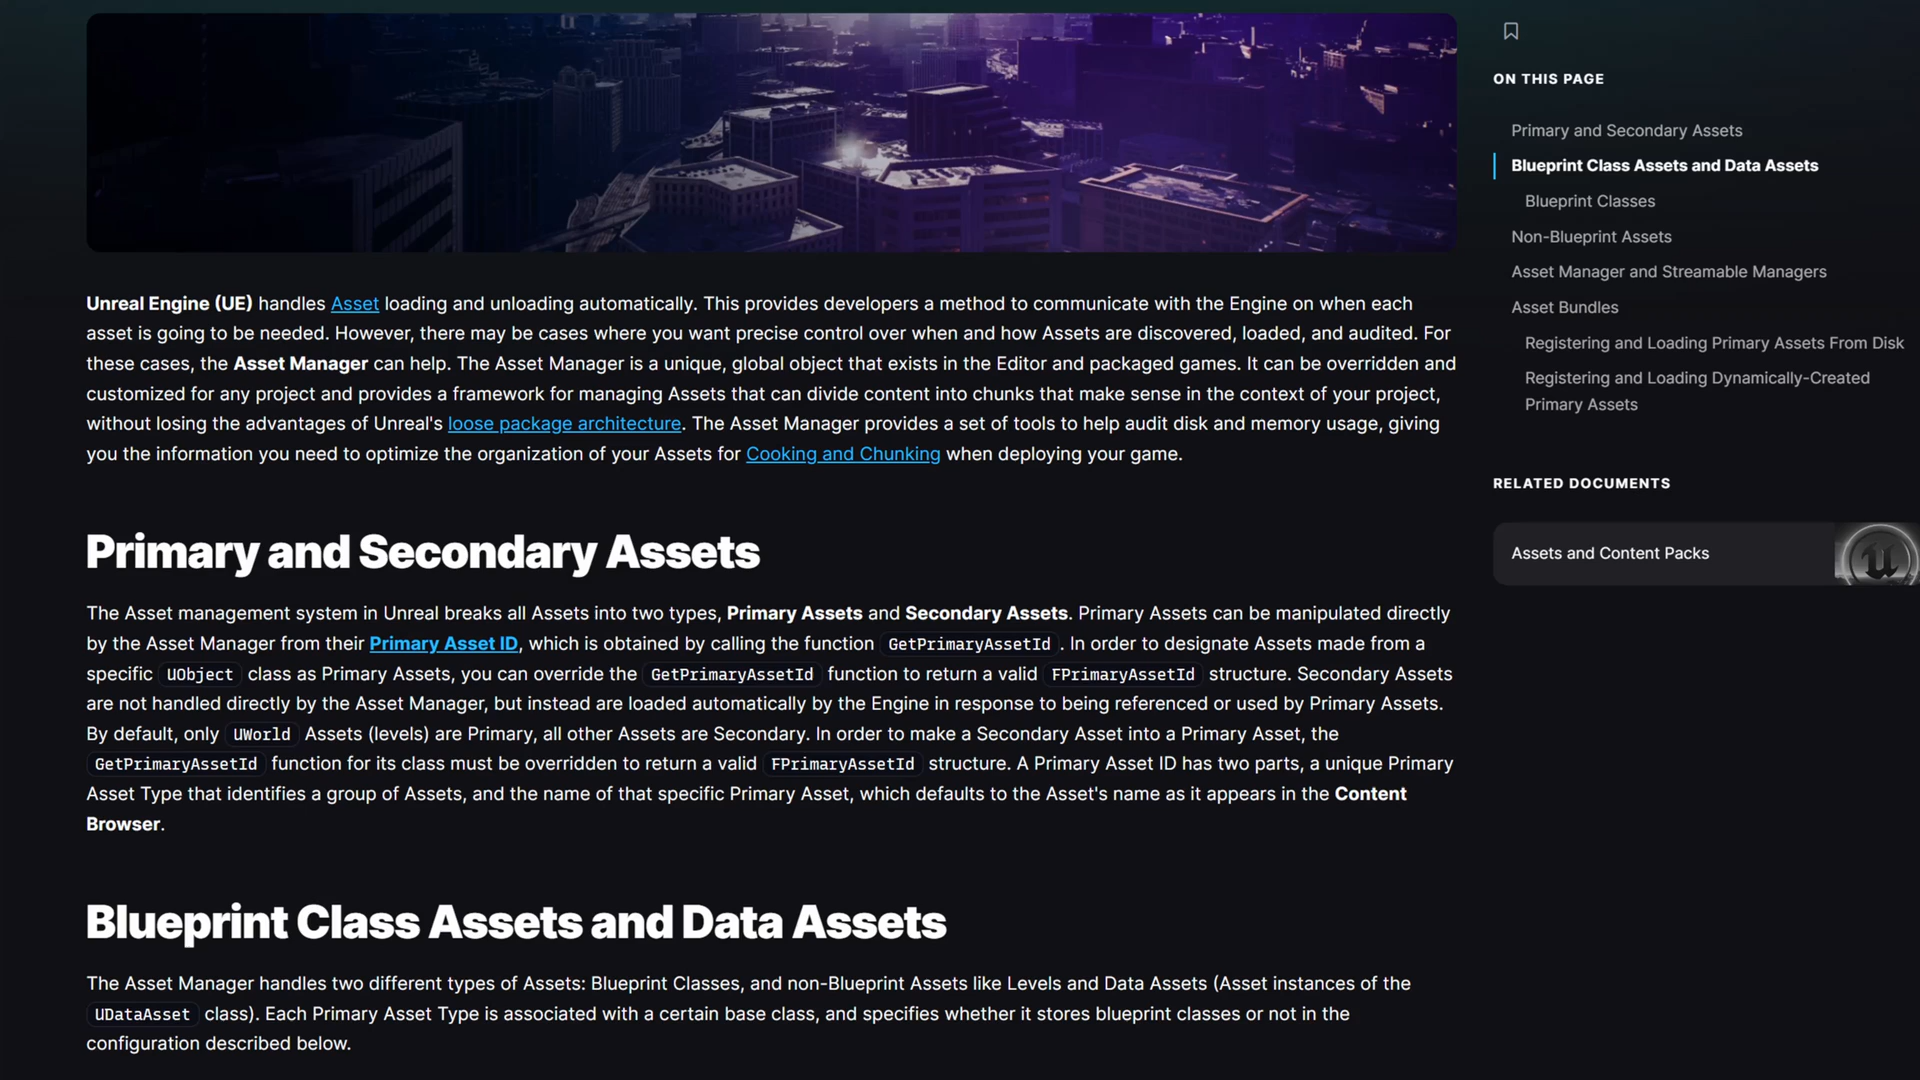 Unreal Engine (UE) handles Asset loading and unloading automatically. This provides developers a method to communicate with the Engine on when each
asset is going to be needed. However, there may be cases where you want precise control over when and how Assets are discovered, loaded, and audited. For
these cases, the Asset Manager can help. The Asset Manager is a unique, global object that exists in the Editor and packaged games. It can be overridden and
customized for any project and provides a framework for managing Assets that can divide content into chunks that make sense in the context of your project,
without losing the advantages of Unreal's loose package architecture. The Asset Manager provides a set of tools to help audit disk and memory usage, giving
you the information you need to optimize the organization of your Assets for Cooking and Chunking when deploying your game.
Primary and Secondary Assets
The Asset management system in Unreal breaks all Assets into two types, Primary Assets and Secondary Assets. Primary Assets can be manipulated directly
by the Asset Manager from their Primary Asset ID, which is obtained by calling the function GetPrimaryAssetId. In order to designate Assets made from a
specific UObject class as Primary Assets, you can override the GetPrimaryAssetId function to return a valid FPrimaryAssetId structure. Secondary Assets
are not handled directly by the Asset Manager, but instead are loaded automatically by the Engine in response to being referenced or used by Primary Assets.
By default, only UWorld Assets (levels) are Primary, all other Assets are Secondary. In order to make a Secondary Asset into a Primary Asset, the
GetPrimaryAssetId function for its class must be overridden to return a valid FPrimaryAssetId structure. A Primary Asset ID has two parts, a unique Primary
Asset Type that identifies a group of Assets, and the name of that specific Primary Asset, which defaults to the Asset's name as it appears in the Content
Browser.
Blueprint Class Assets and Data Assets
The Asset Manager handles two different types of Assets: Blueprint Classes, and non-Blueprint Assets like Levels and Data Assets (Asset instances of the
UDataAsset class). Each Primary Asset Type is associated with a certain base class, and specifies whether it stores blueprint classes or not in the
configuration described below.
ON THIS PAGE
Primary and Secondary Assets
Blueprint Class Assets and Data Assets
Blueprint Classes
Non-Blueprint Assets
Asset Manager and Streamable Managers
Asset Bundles
Registering and Loading Primary Assets From Disk
Registering and Loading Dynamically-Created
Primary Assets
RELATED DOCUMENTS
Assets and Content Packs